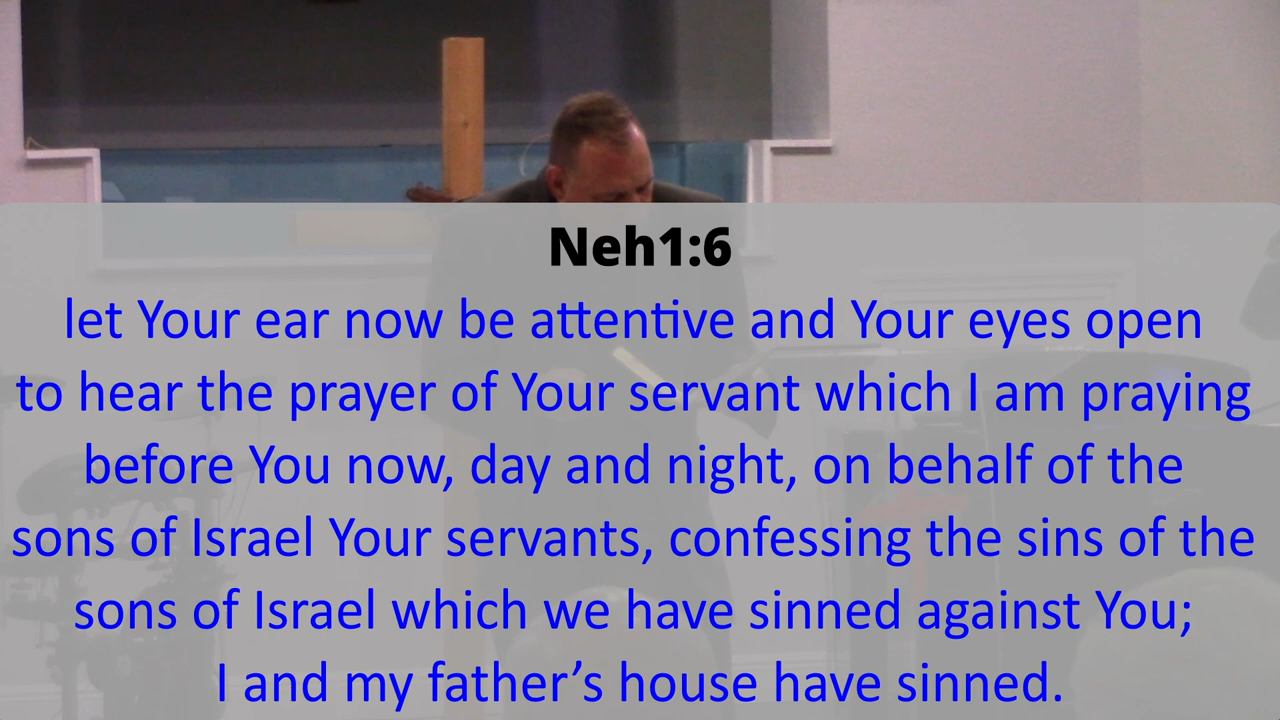 Neh1:6
let Your ear now be attentive and Your eyes open
to hear the prayer of Your servant which I am praying
before You now, day and night, on behalf of the
sons of Israel Your servants, confessing the sins of the
sons of Israel which we have sinned against You;
I and my father’s house have sinned.